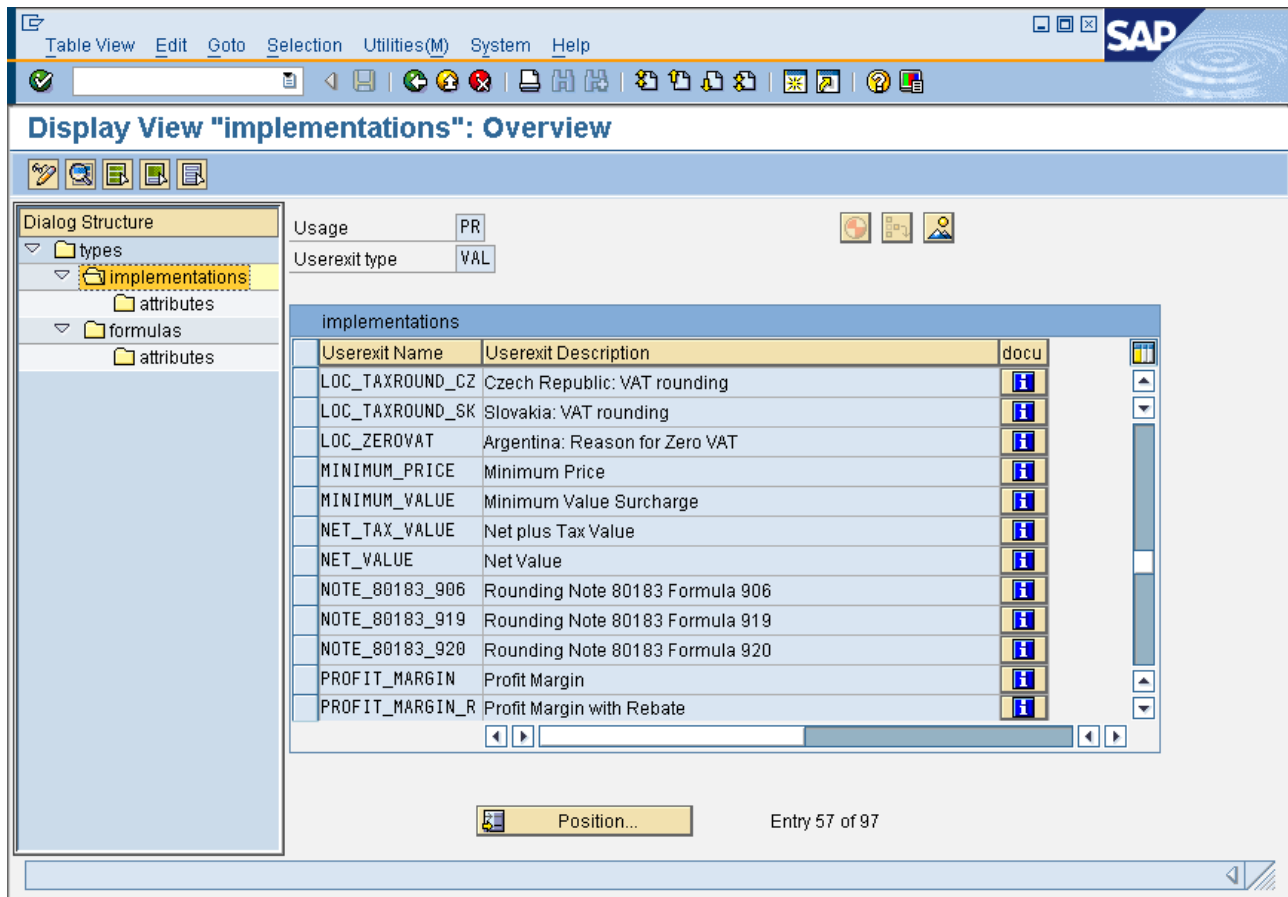 Table View Edit Goto Selection Utilities(M) System Help
SAP
Display View "implementations": Overview
Dialog Structure
types
implementations
attributes
formulas
attributes
Usage PR
Userexit type VAL
implementations
Userexit Name Userexit Description docu
LOC_TAXROUND_CZ Czech Republic: VAT rounding
LOC_TAXROUND_SK Slovakia: VAT rounding
LOC_ZEROVAT Argentina: Reason for Zero VAT
MINIMUM_PRICE Minimum Price
MINIMUM_VALUE Minimum Value Surcharge
NET_TAX_VALUE Net plus Tax Value
NET_VALUE Net Value
NOTE_80183_906 Rounding Note 80183 Formula 906
NOTE_80183_919 Rounding Note 80183 Formula 919
NOTE_80183_920 Rounding Note 80183 Formula 920
PROFIT_MARGIN Profit Margin
PROFIT_MARGIN_R Profit Margin with Rebate
Position... Entry 57 of 97